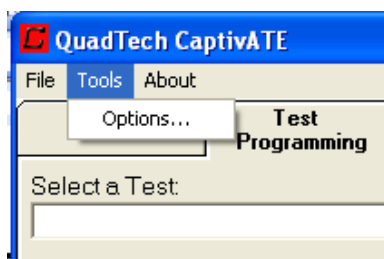 QuadTech CaptivATE
File Tools About
Options...
Test
Programming
Select a Test: